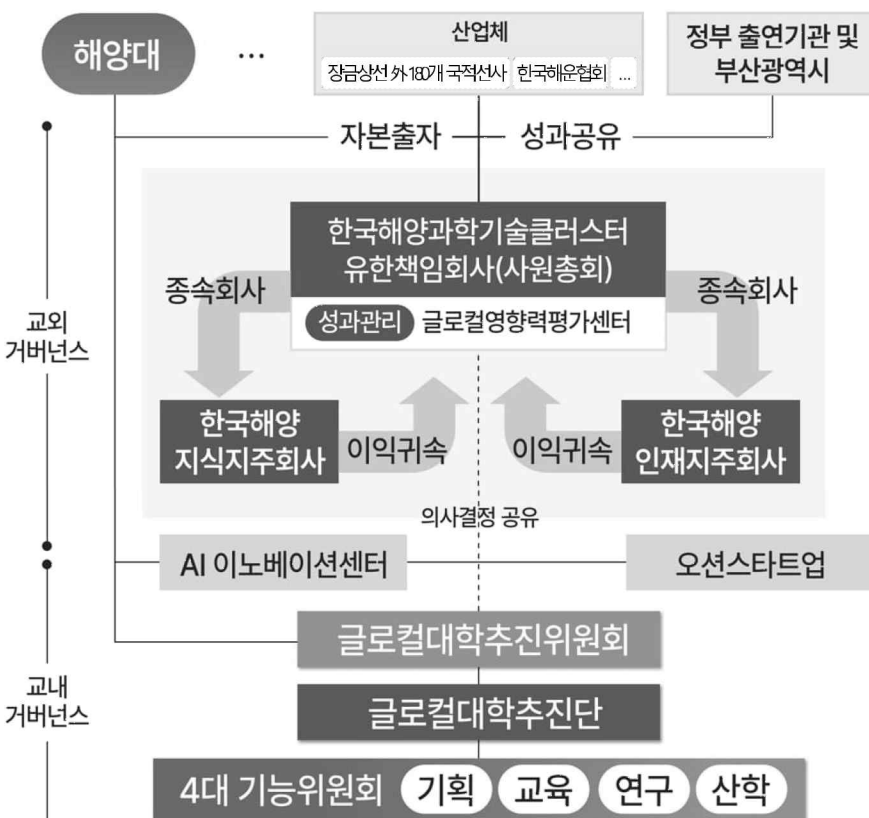 해양대
...
산업체
장금상선 外 180개 국적선사
한국해운협회
...
정부 출연기관 및
부산광역시
자본출자
성과공유
한국해양과학기술클러스터
유한책임회사(사원총회)
성과관리 글로컬영향력평가센터
종속회사
종속회사
교외
거버넌스
한국해양
지식지주회사
이익귀속
이익귀속
한국해양
인재지주회사
의사결정 공유
AI 이노베이션센터
오션스타트업
글로컬대학추진위원회
교내
거버넌스
글로컬대학추진단
4대 기능위원회 기획 교육 연구 산학